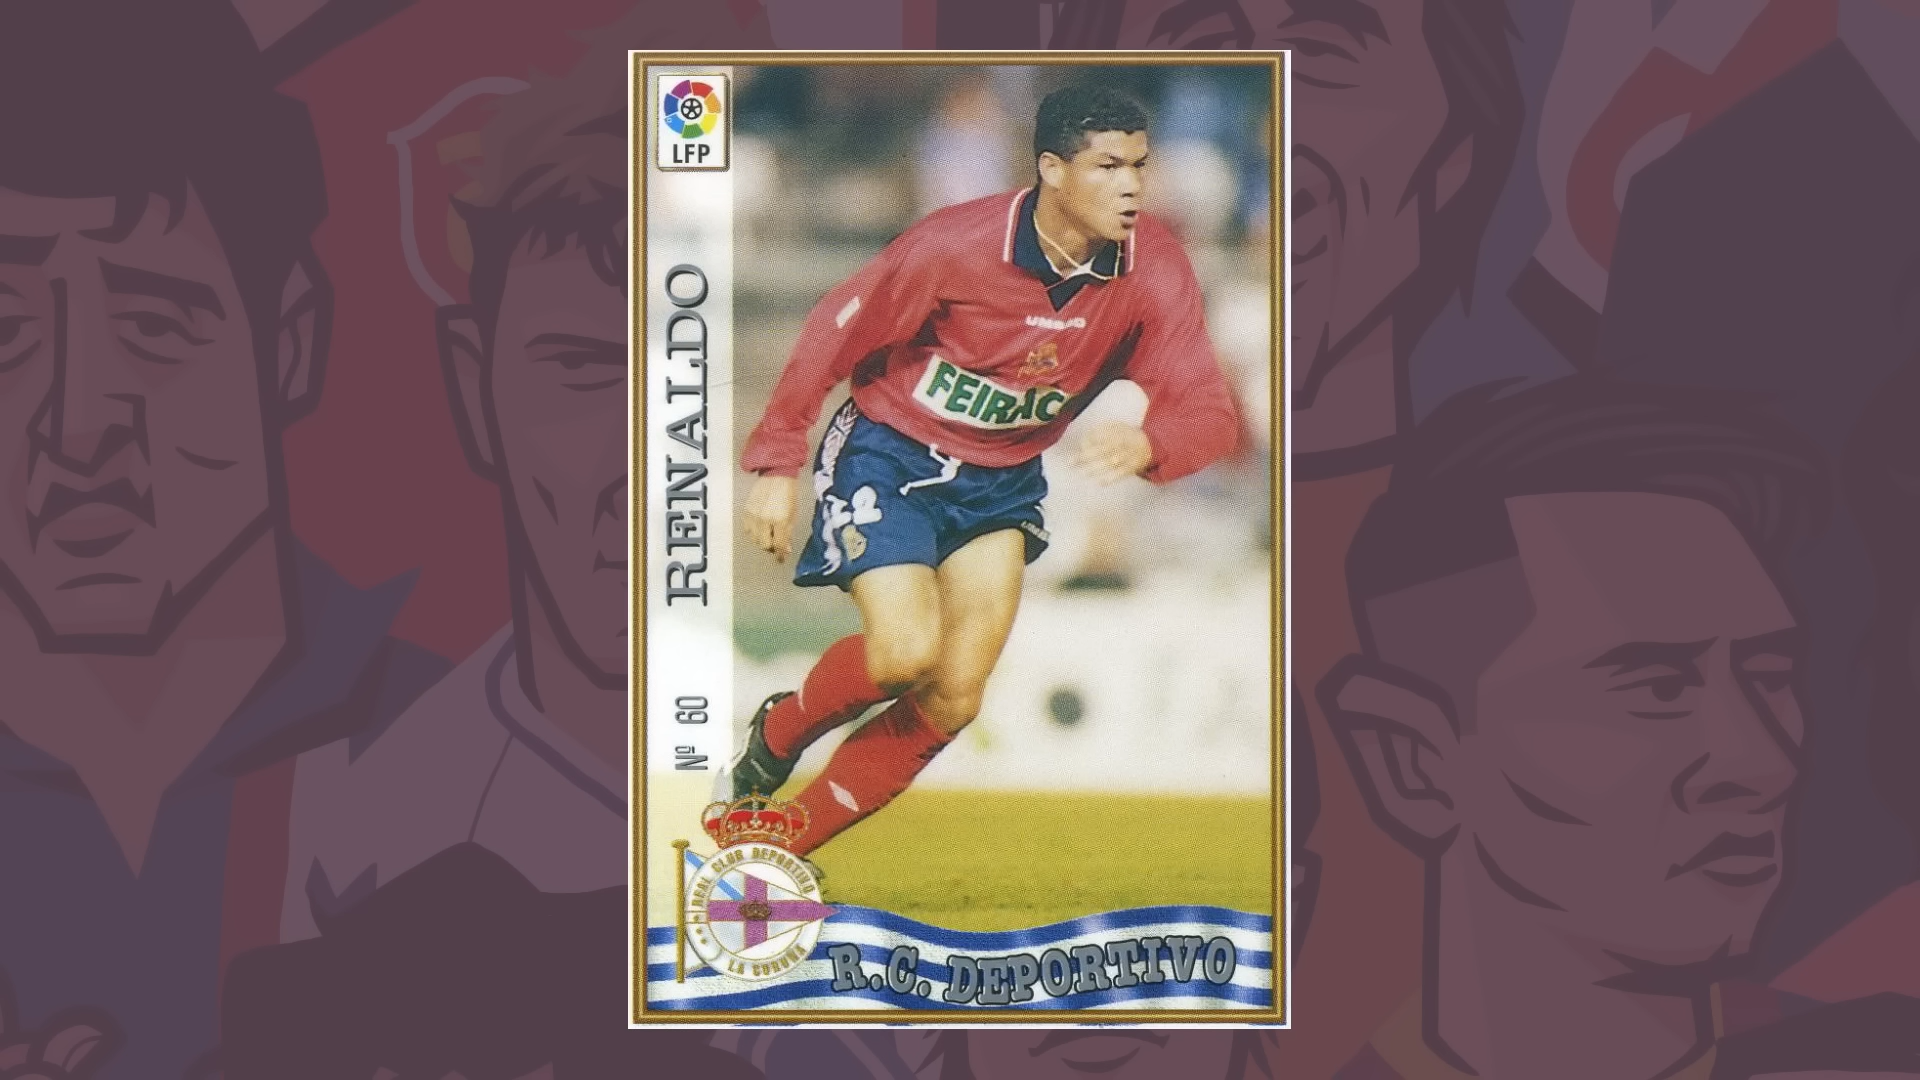 LFP
RENALDO
Nº 60
UMBRO
FEIRAC
REAL CLUB DEPORTIVO
LA CORUÑA
R.C. DEPORTIVO